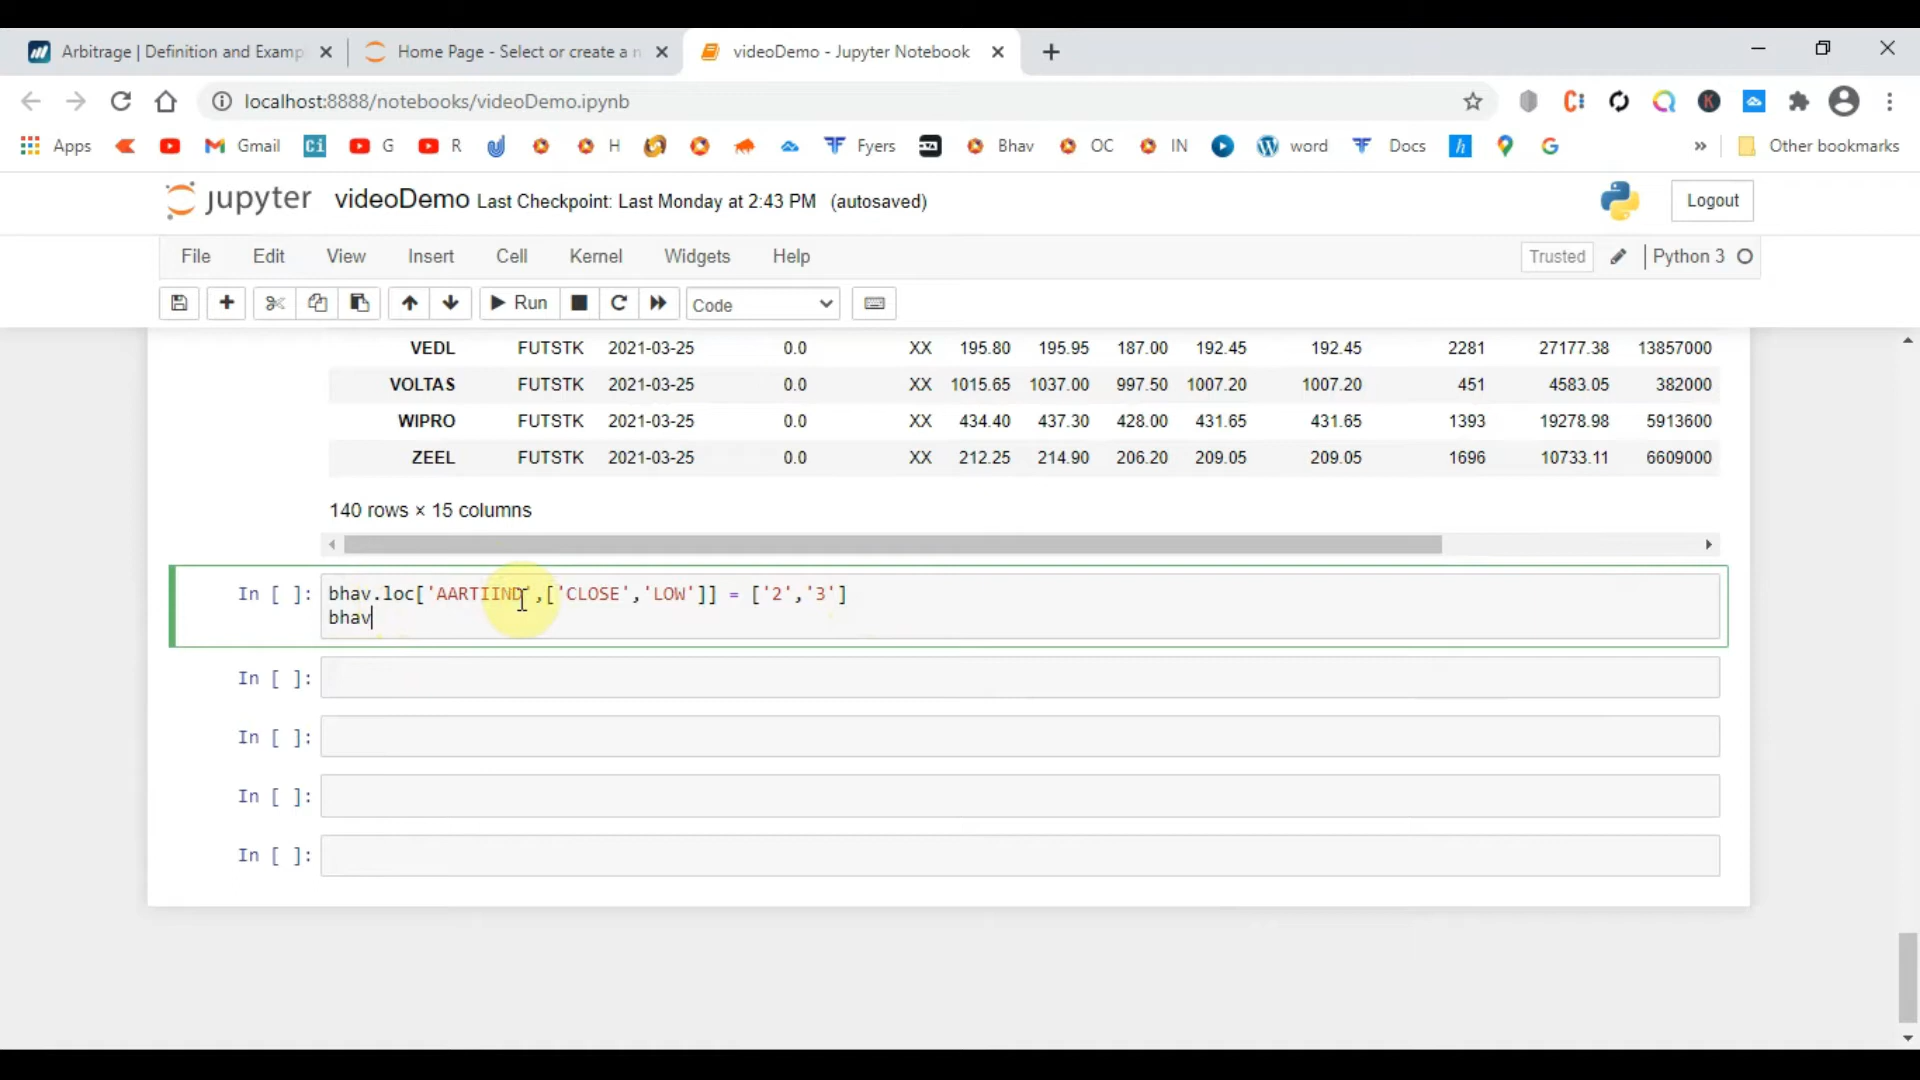 Arbitrage | Definition and Examp
Home Page - Select or create a n
videoDemo - Jupyter Notebook
localhost:8888/notebooks/videoDemo.ipynb
Apps Gmail Ci G R H Fyers Bhav OC IN word Docs h » Other bookmarks
jupyter videoDemo Last Checkpoint: Last Monday at 2:43 PM (autosaved) Logout
File Edit View Insert Cell Kernel Widgets Help Trusted Python 3
Run Code
VEDL FUTSTK 2021-03-25 0.0 XX 195.80 195.95 187.00 192.45 192.45 2281 27177.38 13857000
VOLTAS FUTSTK 2021-03-25 0.0 XX 1015.65 1037.00 997.50 1007.20 1007.20 451 4583.05 382000
WIPRO FUTSTK 2021-03-25 0.0 XX 434.40 437.30 428.00 431.65 431.65 1393 19278.98 5913600
ZEEL FUTSTK 2021-03-25 0.0 XX 212.25 214.90 206.20 209.05 209.05 1696 10733.11 6609000
140 rows × 15 columns
In [ ]: bhav.loc['AARTIIND',['CLOSE','LOW']] = ['2','3']
bhav
In [ ]:
In [ ]:
In [ ]:
In [ ]: